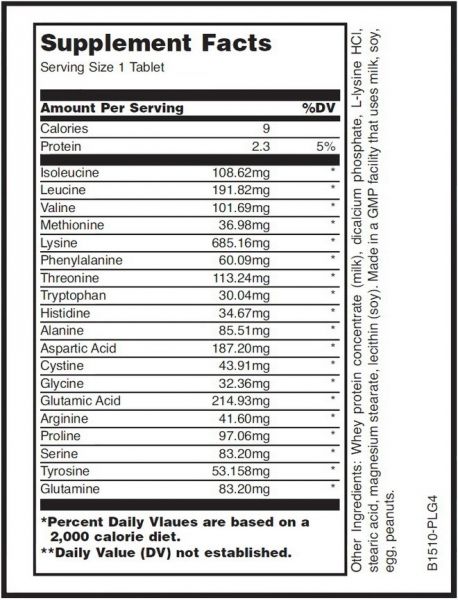 Supplement Facts
Serving Size 1 Tablet
Amount Per Serving %DV
Calories 9
Protein 2.3 5%
Isoleucine 108.62mg *
Leucine 191.82mg *
Valine 101.69mg *
Methionine 36.98mg *
Lysine 685.16mg *
Phenylalanine 60.09mg *
Threonine 113.24mg *
Tryptophan 30.04mg *
Histidine 34.67mg *
Alanine 85.51mg *
Aspartic Acid 187.20mg *
Cystine 43.91mg *
Glycine 32.36mg *
Glutamic Acid 214.93mg *
Arginine 41.60mg *
Proline 97.06mg *
Serine 83.20mg *
Tyrosine 53.158mg *
Glutamine 83.20mg *
*Percent Daily Vlaues are based on a
2,000 calorie diet.
**Daily Value (DV) not established.
Other Ingredients: Whey protein concentrate (milk), dicalcium phosphate, L-lysine HCl,
stearic acid, magnesium stearate, lecithin (soy). Made in a GMP facility that uses milk, soy,
egg, peanuts.
B1510-PLG4